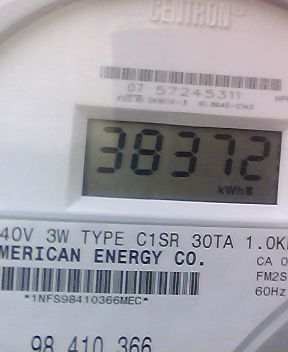 CENTRON®
07 57245311
38372
kWh
40V 3W TYPE C1SR 30TA 1.0K
MERICAN ENERGY CO.
CA 0
FM2S
*1NFS98410366MEC*
60Hz
98 410 366